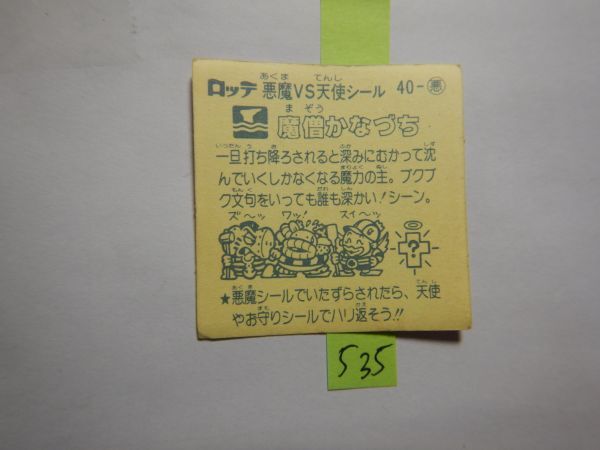 ロッテ 悪魔VS天使シール 40-悪
魔僧かなづち
一旦打ち降ろされると深みにむかって沈
んでいくしかなくなる魔力の主。ブクブ
ク文句をいっても誰も深かい!シーン。
ズ〜ッ ワッ! スイ〜ッ
?
★悪魔シールでいたずらされたら、天使
やお守りシールでハリ返そう!!
535